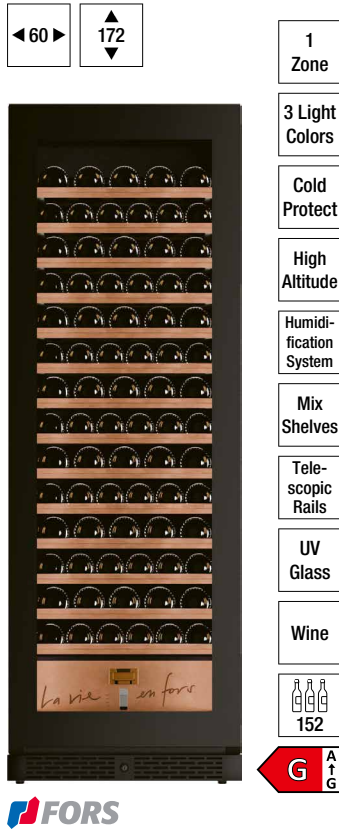 60
172
1
Zone
3 Light
Colors
Cold
Protect
High
Altitude
Humidi-
fication
System
Mix
Shelves
Tele-
scopic
Rails
UV
Glass
Wine
152
La vie en fors
G
A
G
FORS